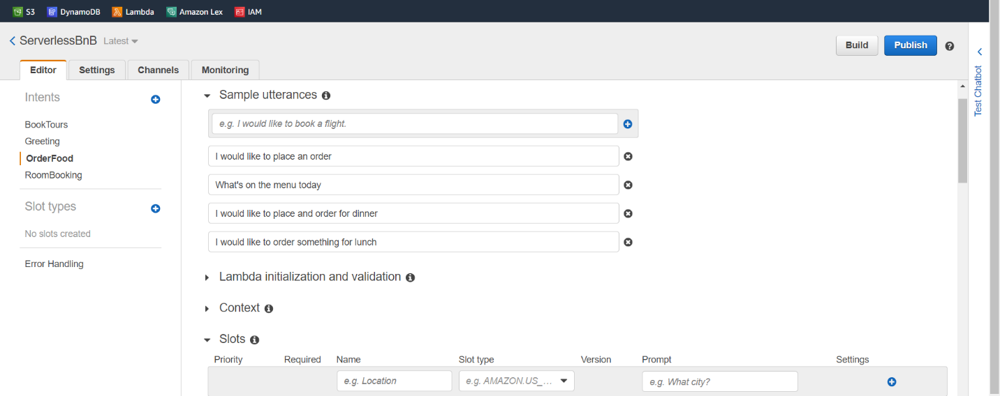 S3 DynamoDB Lambda Amazon Lex IAM
ServerlessBnB Latest
Build Publish
Editor Settings Channels Monitoring
Test Chatbot
Intents
BookTours
Greeting
OrderFood
RoomBooking
Slot types
No slots created
Error Handling
Sample utterances
e.g. I would like to book a flight.
I would like to place an order
What's on the menu today
I would like to place and order for dinner
I would like to order something for lunch
Lambda initialization and validation
Context
Slots
Priority Required Name Slot type Version Prompt Settings
e.g. Location e.g. AMAZON.US_... e.g. What city?